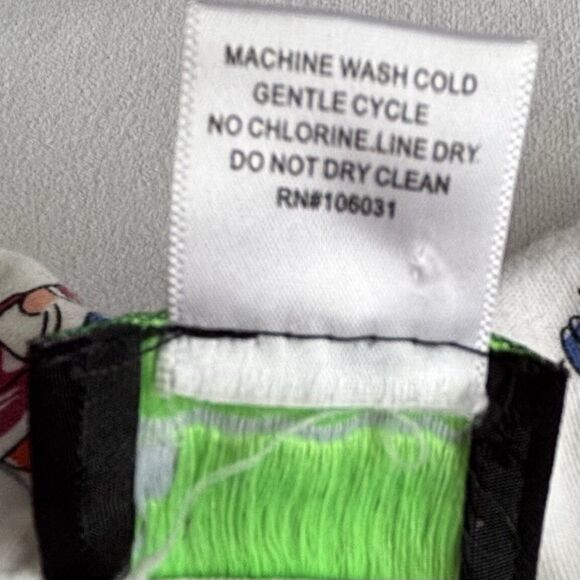 MACHINE WASH COLD
GENTLE CYCLE
NO CHLORINE.LINE DRY.
DO NOT DRY CLEAN
RN#106031